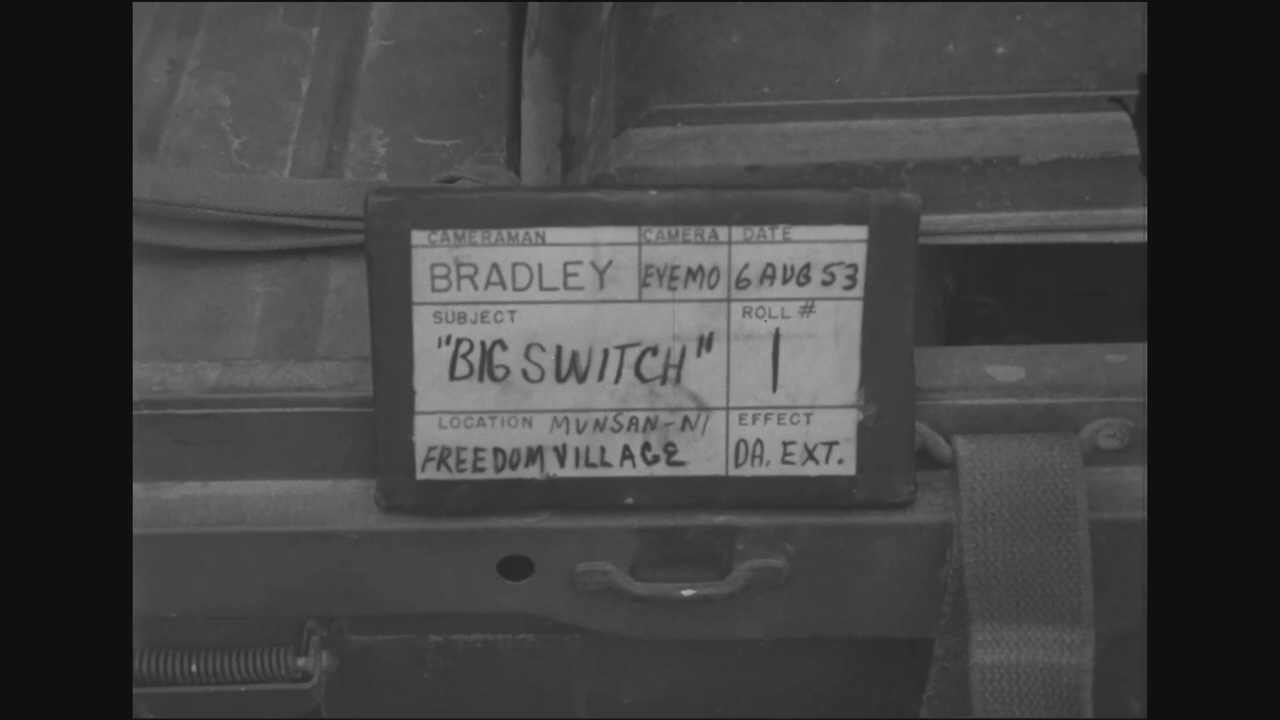 CAMERAMAN CAMERA DATE
BRADLEY EYEMO 6 AUG 53
SUBJECT ROLL #
"BIG SWITCH" 1
LOCATION MUNSAN-NI EFFECT
FREEDOM VILLAGE DA. EXT.